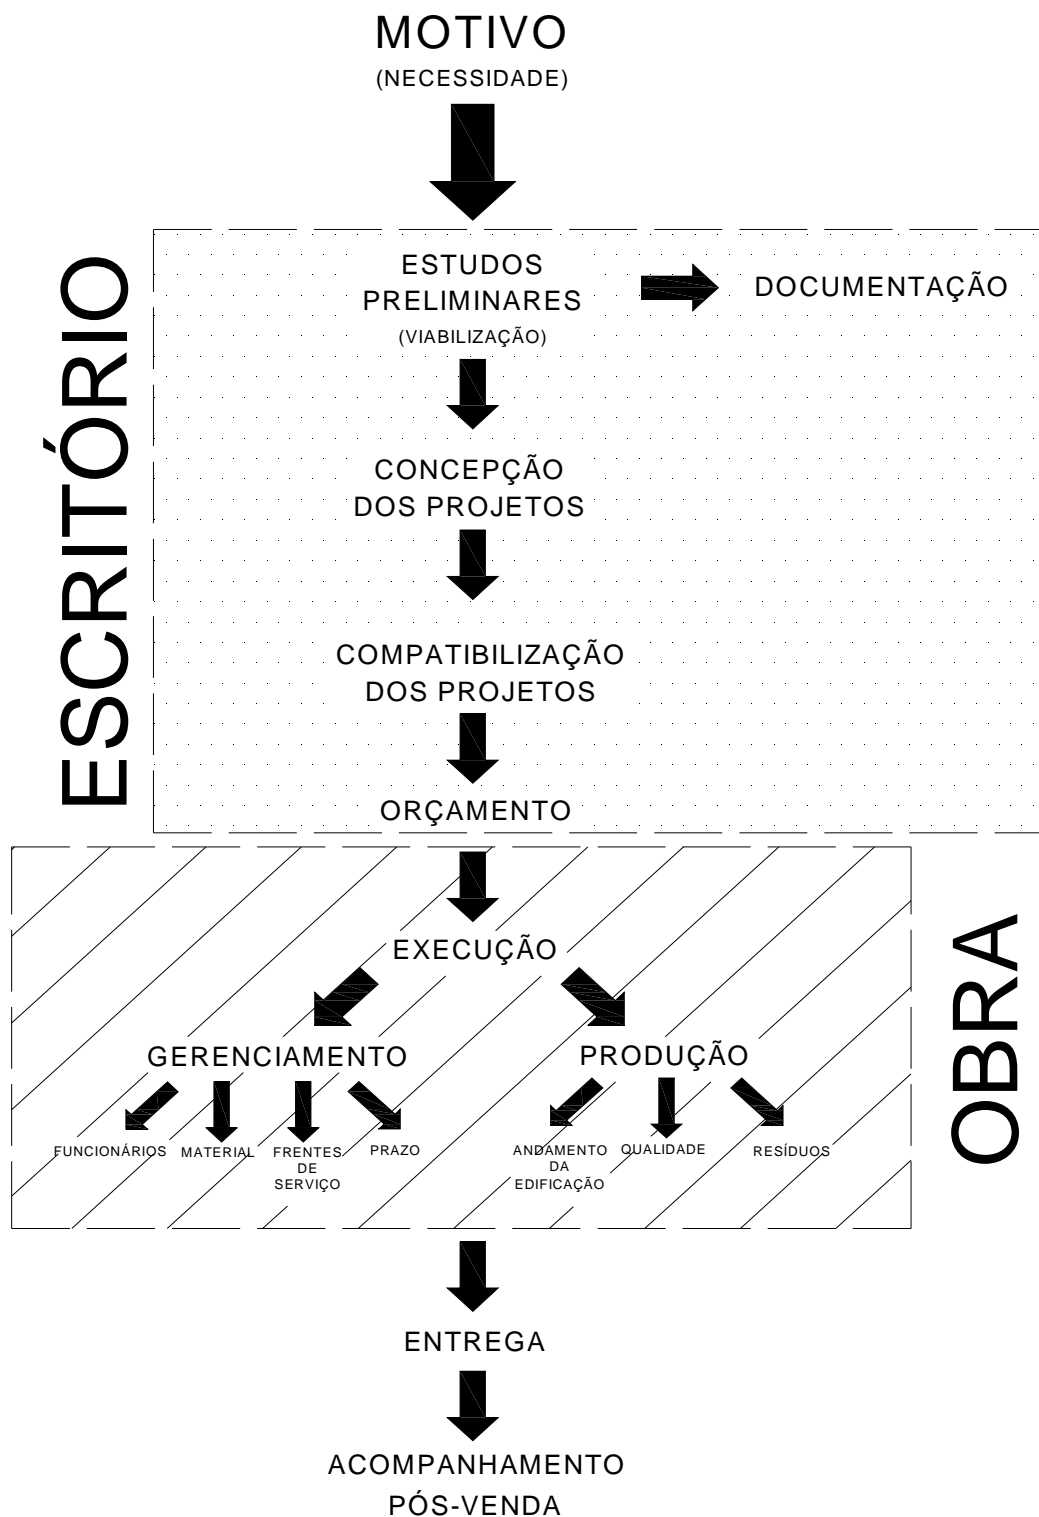 MOTIVO
(NECESSIDADE)
ESCRITÓRIO
ESTUDOS
PRELIMINARES
(VIABILIZAÇÃO)
DOCUMENTAÇÃO
CONCEPÇÃO
DOS PROJETOS
COMPATIBILIZAÇÃO
DOS PROJETOS
ORÇAMENTO
OBRA
EXECUÇÃO
GERENCIAMENTO
PRODUÇÃO
FUNCIONÁRIOS
MATERIAL
FRENTES
DE
SERVIÇO
PRAZO
ANDAMENTO
DA
EDIFICAÇÃO
QUALIDADE
RESÍDUOS
ENTREGA
ACOMPANHAMENTO
PÓS-VENDA